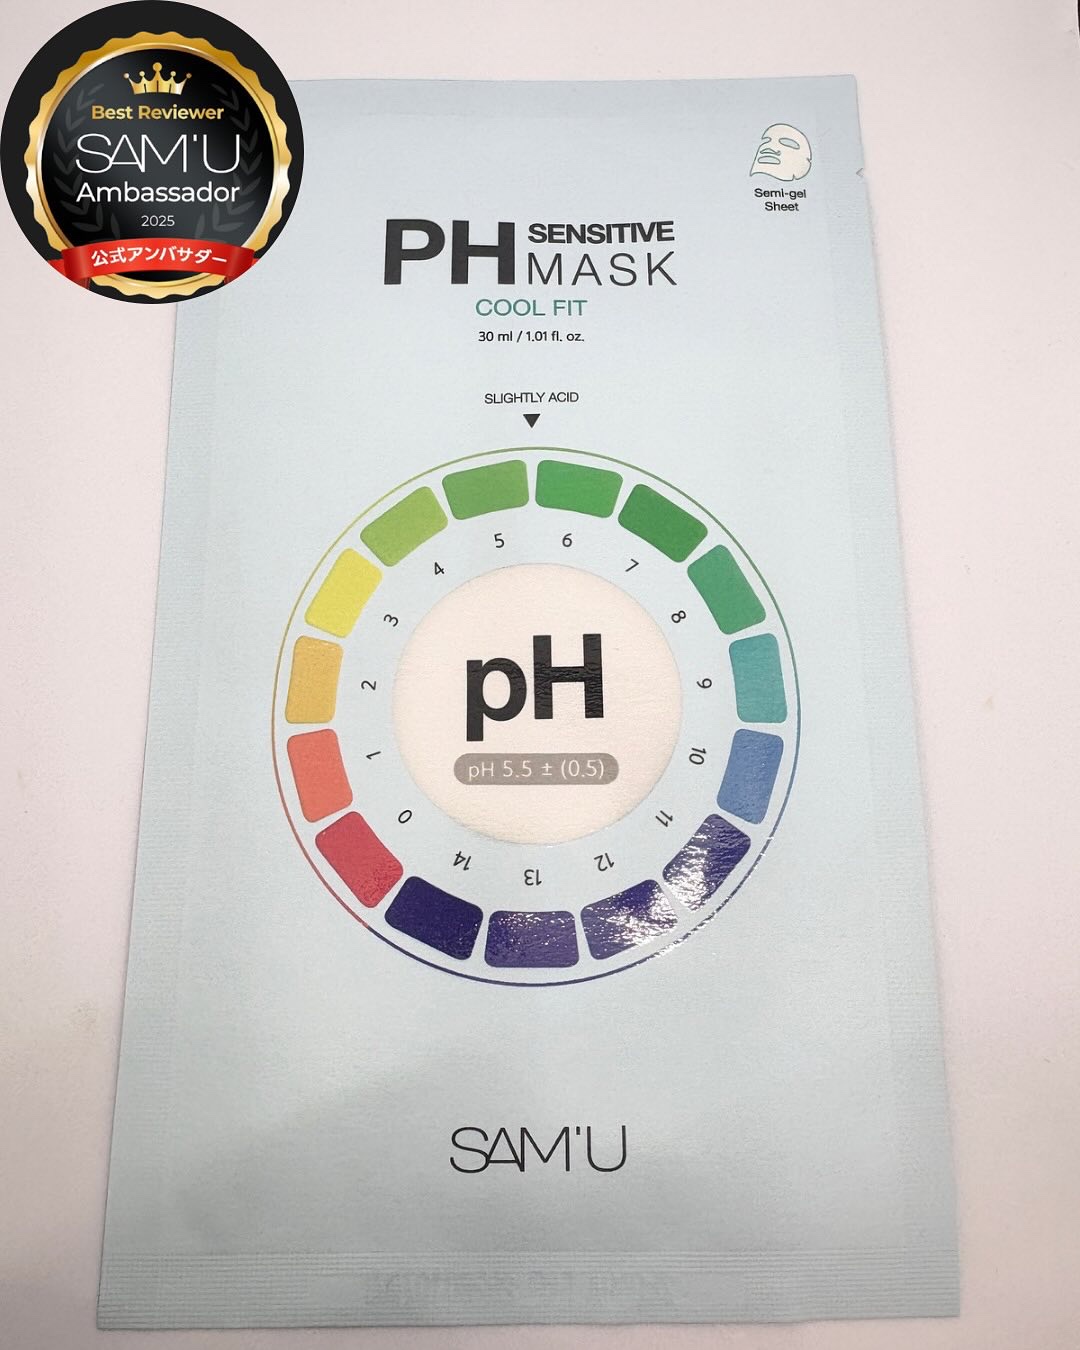 Best Reviewer
SAM'U
Ambassador
2025
公式アンバサダー
Semi-gel
Sheet
PH SENSITIVE
MASK
COOL FIT
30 ml / 1.01 fl. oz.
SLIGHTLY ACID
0
1
2
3
4
5
6
7
8
9
10
11
12
13
14
pH
pH 5.5 ± (0.5)
SAM'U